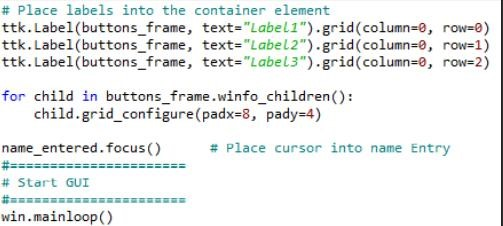 # Place labels into the container element
ttk.Label(buttons_frame, text="Label1").grid(column=0, row=0)
ttk.Label(buttons_frame, text="Label2").grid(column=0, row=1)
ttk.Label(buttons_frame, text="Label3").grid(column=0, row=2)

for child in buttons_frame.winfo_children():
    child.grid_configure(padx=8, pady=4)

name_entered.focus()      # Place cursor into name Entry
#======================
# Start GUI
#======================
win.mainloop()